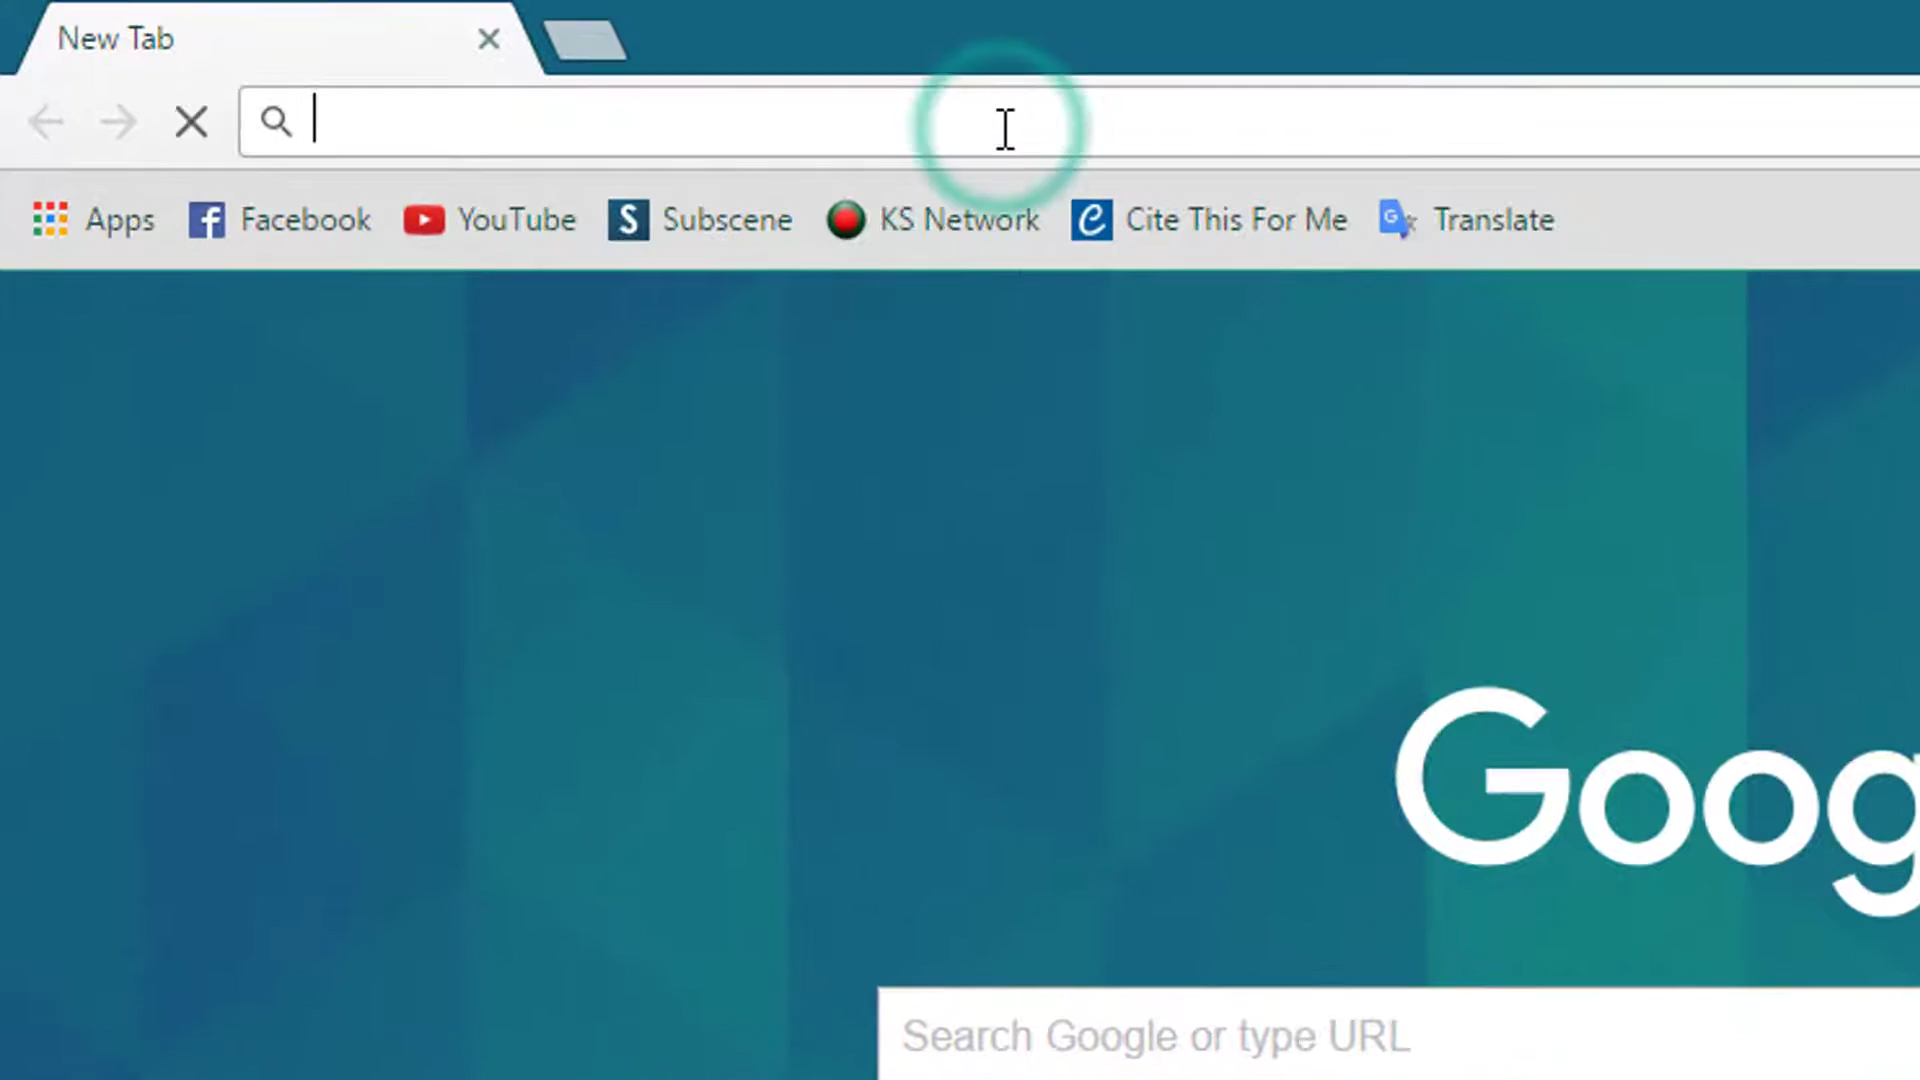 New Tab
Apps Facebook YouTube Subscene KS Network Cite This For Me Translate
Goog
Search Google or type URL